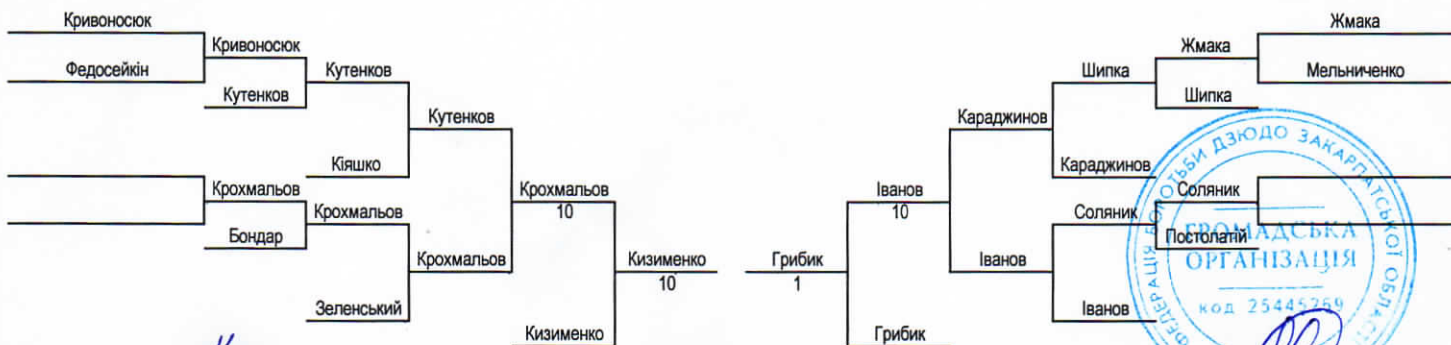 Кривоносюк
Федосейкін
Кривоносюк
Кутенков
Кутенков
Кутенков
Кіяшко
Крохмальов
Бондар
Крохмальов
Крохмальов
Зеленський
Крохмальов
10
Кизименко
Кизименко
10
Грибик
1
Іванов
10
Грибик
Караджинов
Іванов
Шипка
Караджинов
Соляник
Іванов
Жмака
Шипка
Соляник
Постолатій
Жмака
Мельниченко
ФЕДЕРАЦІЯ БОРОТЬБИ ДЗЮДО ЗАКАРПАТСЬКОЇ ОБЛАСТІ
ГРОМАДСЬКА
ОРГАНІЗАЦІЯ
код 25445269